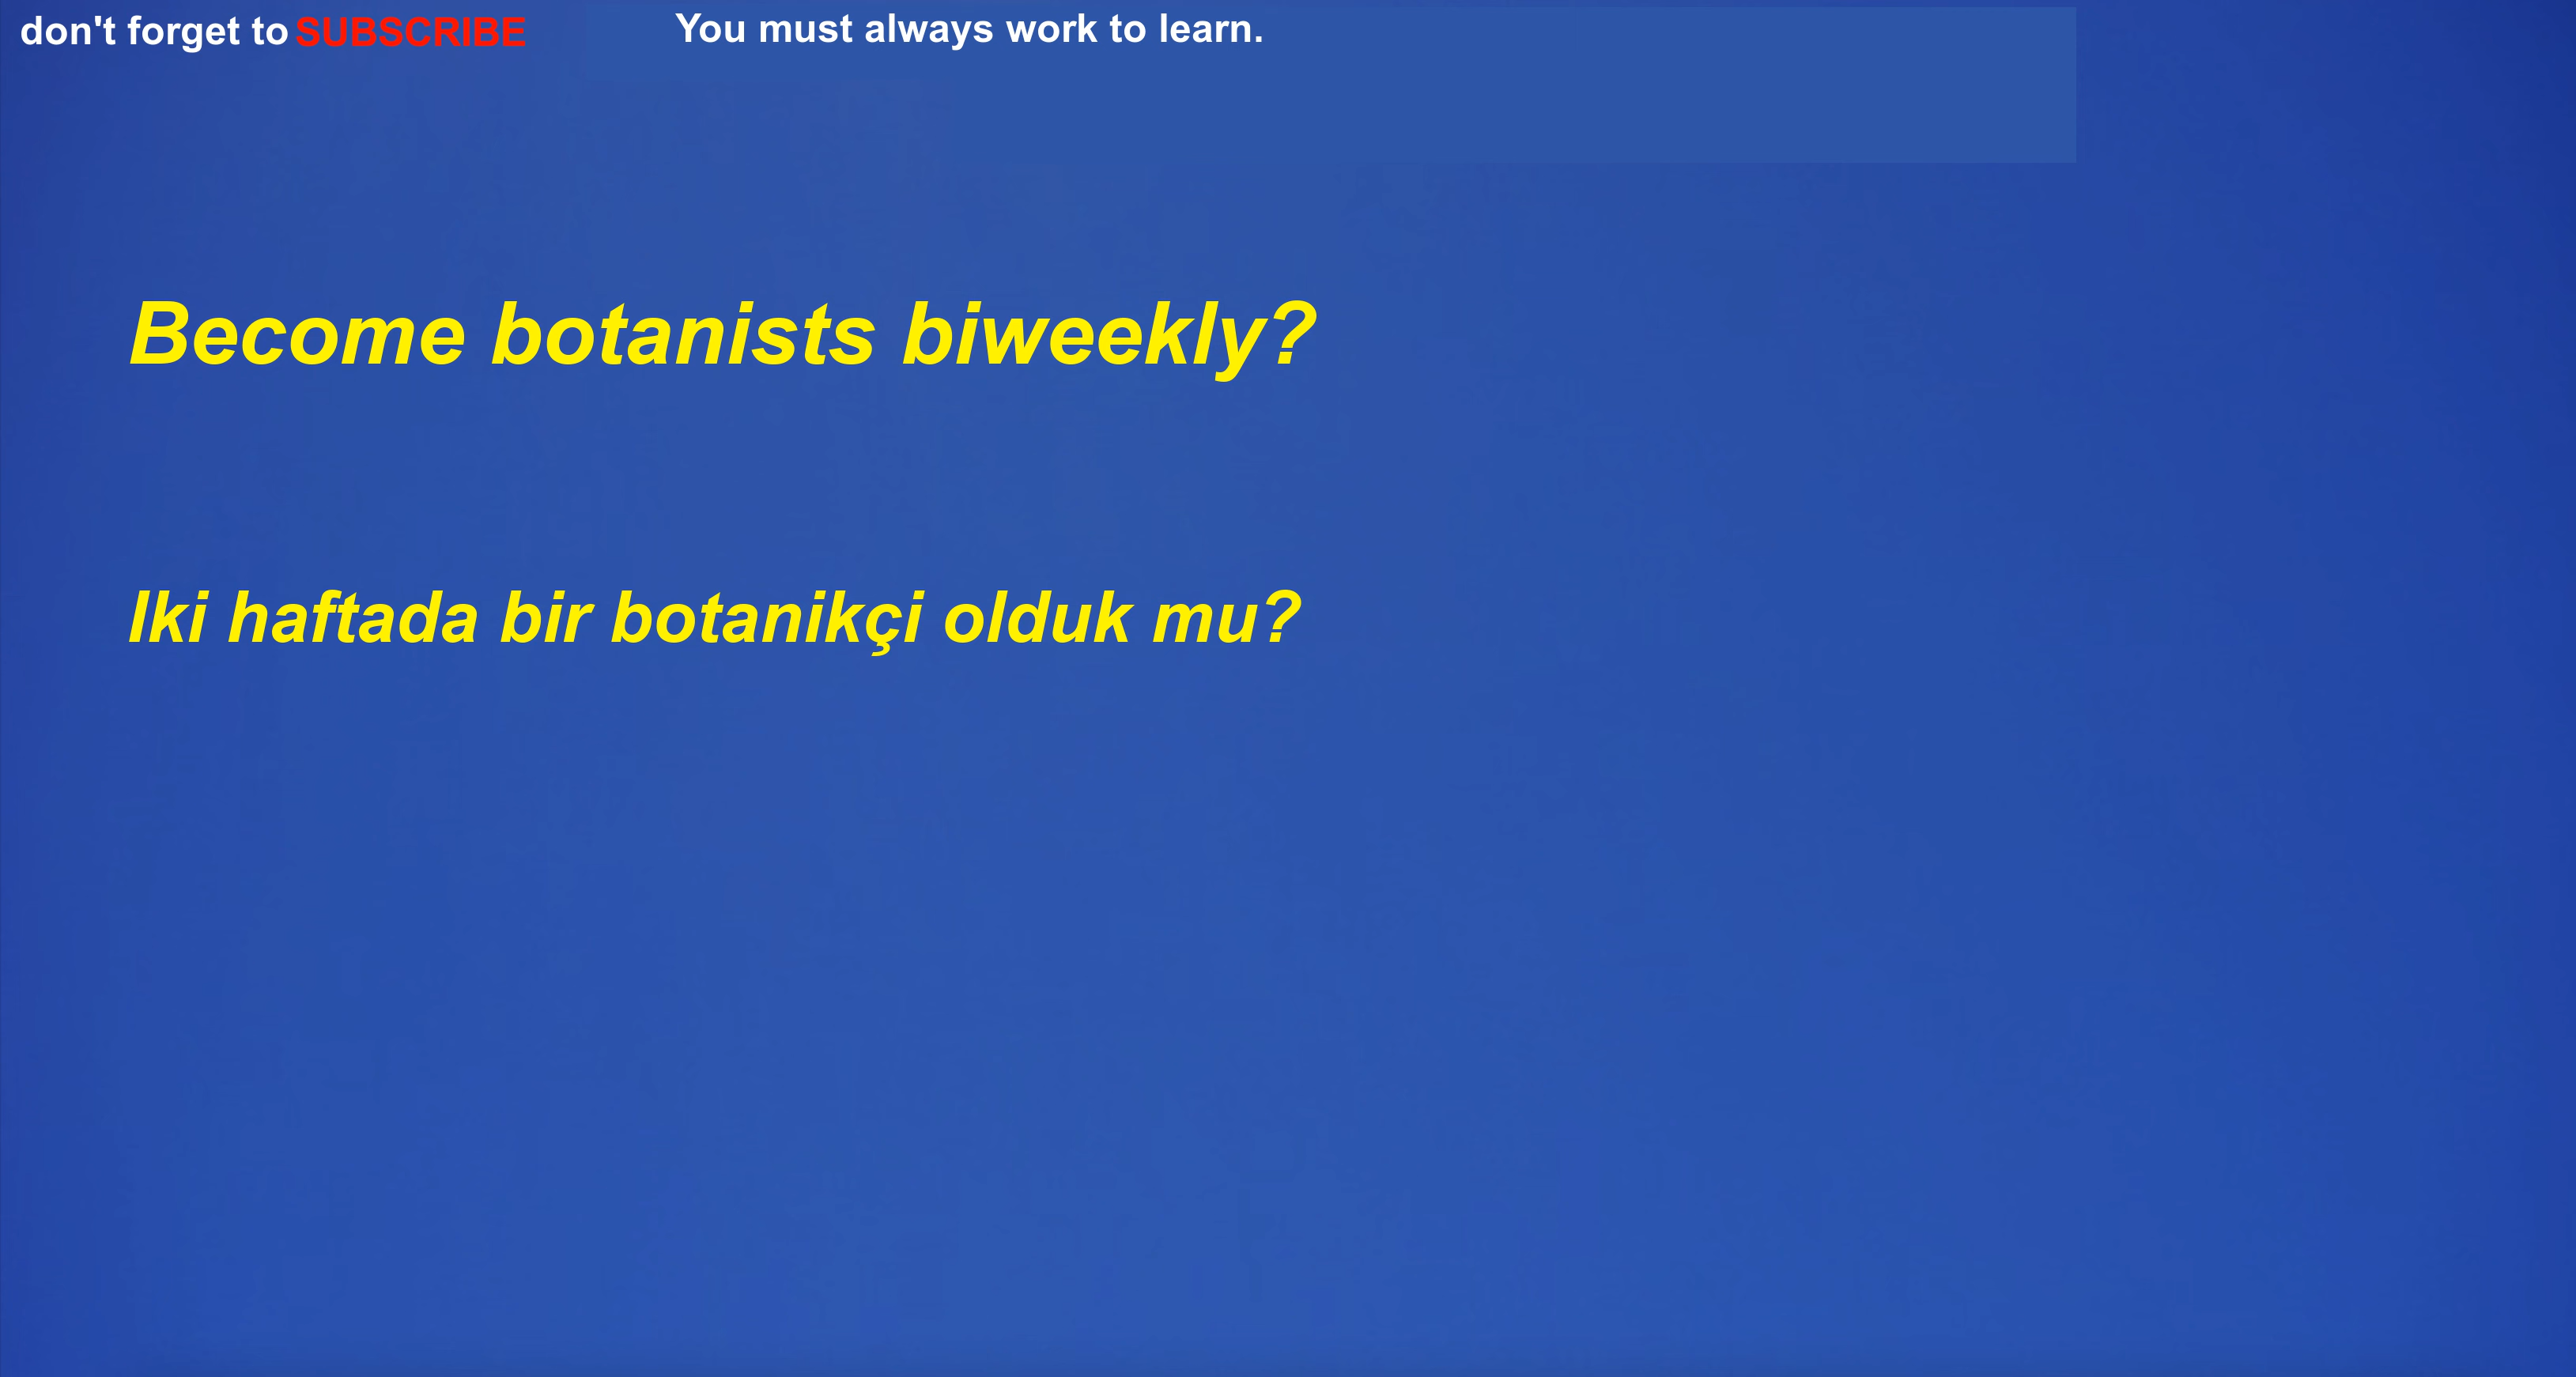 don't forget to SUBSCRIBE
You must always work to learn.
Become botanists biweekly?
Iki haftada bir botanikçi olduk mu?